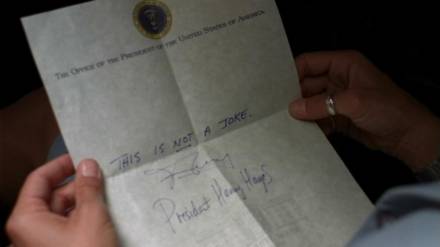 The Office of the President of the United States of America.
THIS IS NOT A JOKE.
President Henry Hayes